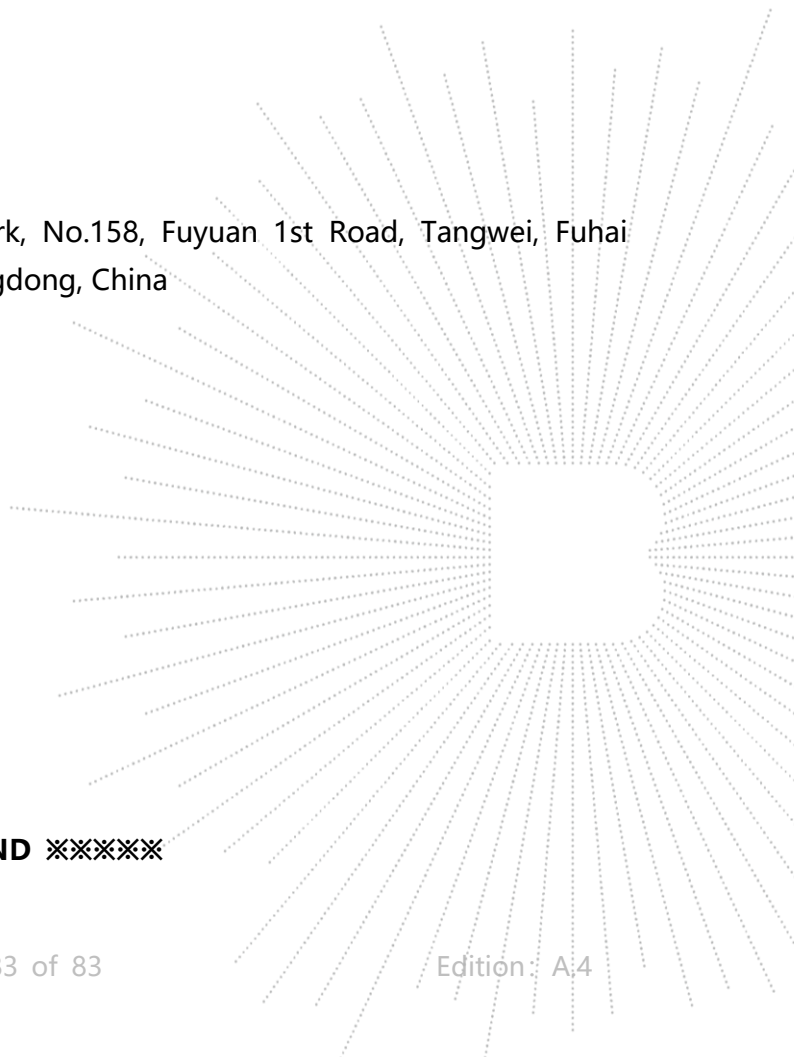 rk, No.158, Fuyuan 1st Road, Tangwei, Fuhai
gdong, China
ND ※※※※※
33 of 83 Edition: A.4